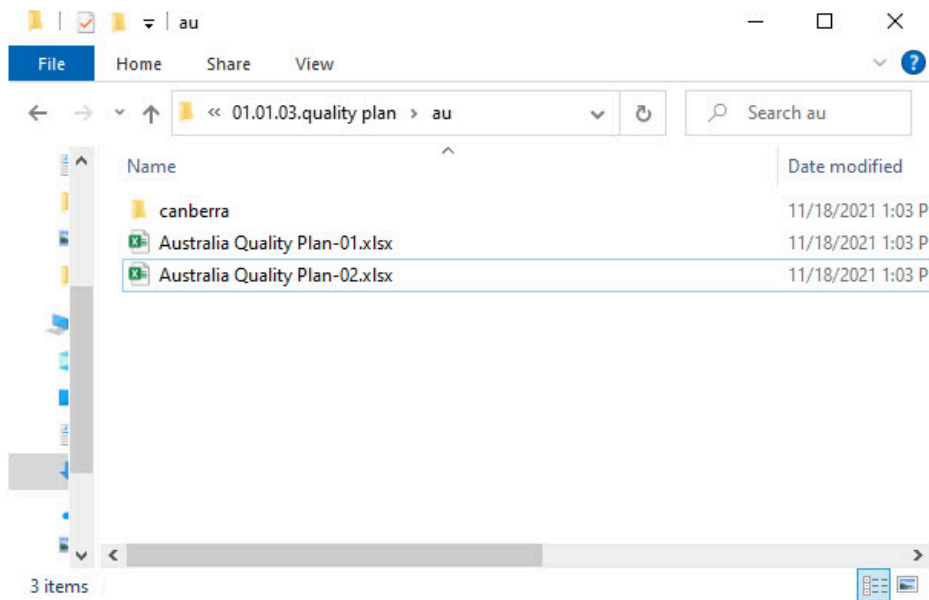 au
File Home Share View
« 01.01.03.quality plan > au Search au
Name Date modified
canberra 11/18/2021 1:03 P
Australia Quality Plan-01.xlsx 11/18/2021 1:03 P
Australia Quality Plan-02.xlsx 11/18/2021 1:03 P
3 items